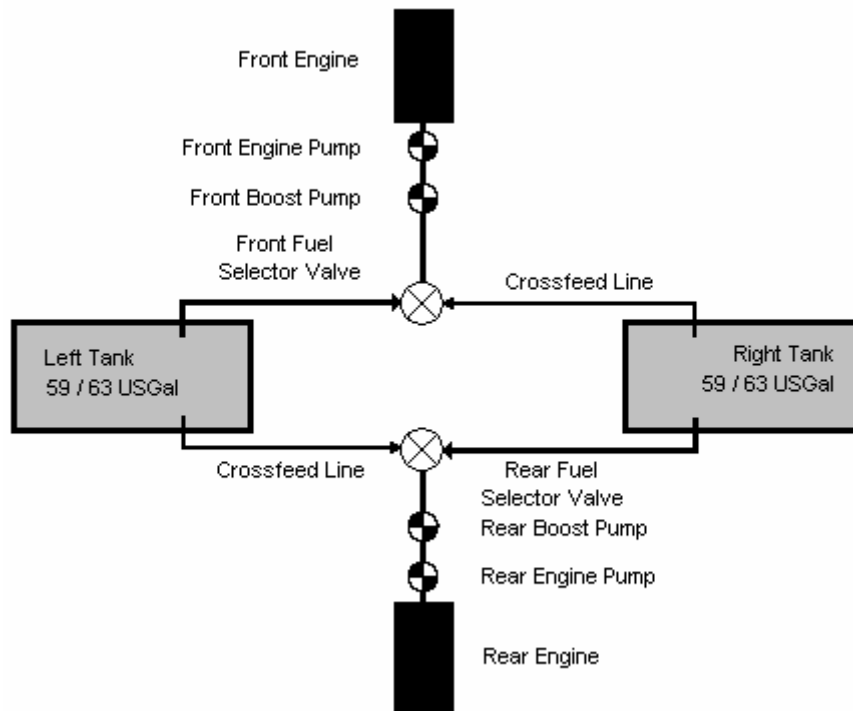 Front Engine
Front Engine Pump
Front Boost Pump
Front Fuel
Selector Valve
Crossfeed Line
Left Tank
59 / 63 USGal
Right Tank
59 / 63 USGal
Crossfeed Line
Rear Fuel
Selector Valve
Rear Boost Pump
Rear Engine Pump
Rear Engine